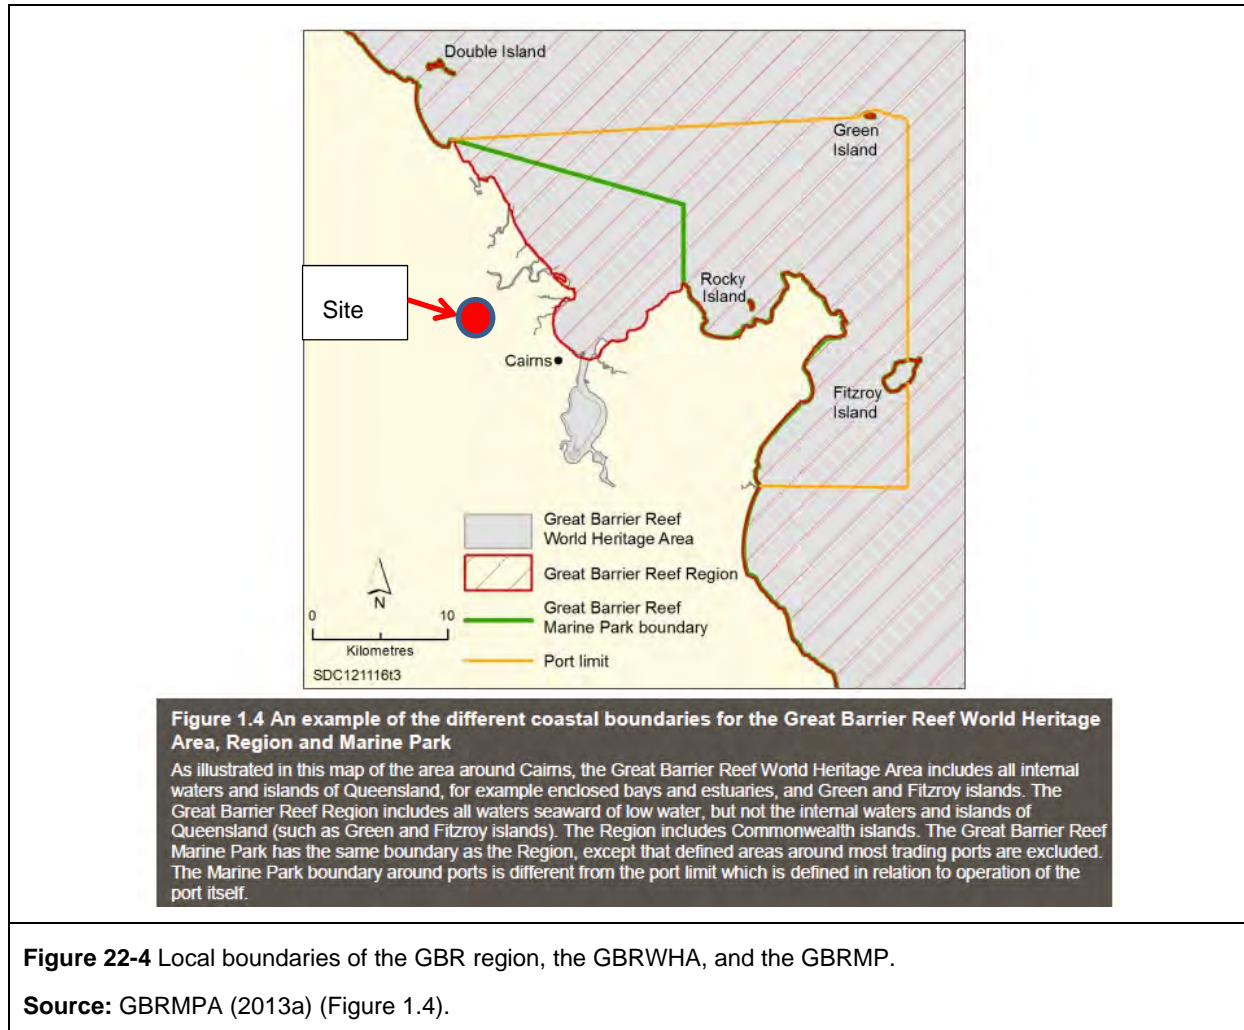 Double Island
Green
Island
Rocky
Island
Site
Cairns
Fitzroy
Island
Great Barrier Reef
World Heritage Area
Great Barrier Reef Region
Great Barrier Reef
Marine Park boundary
Port limit
N
0 10
Kilometres
SDC121116t3
Figure 1.4 An example of the different coastal boundaries for the Great Barrier Reef World Heritage
Area, Region and Marine Park
As illustrated in this map of the area around Cairns, the Great Barrier Reef World Heritage Area includes all internal
waters and islands of Queensland, for example enclosed bays and estuaries, and Green and Fitzroy islands. The
Great Barrier Reef Region includes all waters seaward of low water, but not the internal waters and islands of
Queensland (such as Green and Fitzroy islands). The Region includes Commonwealth islands. The Great Barrier Reef
Marine Park has the same boundary as the Region, except that defined areas around most trading ports are excluded.
The Marine Park boundary around ports is different from the port limit which is defined in relation to operation of the
port itself.
Figure 22-4 Local boundaries of the GBR region, the GBRWHA, and the GBRMP.
Source: GBRMPA (2013a) (Figure 1.4).